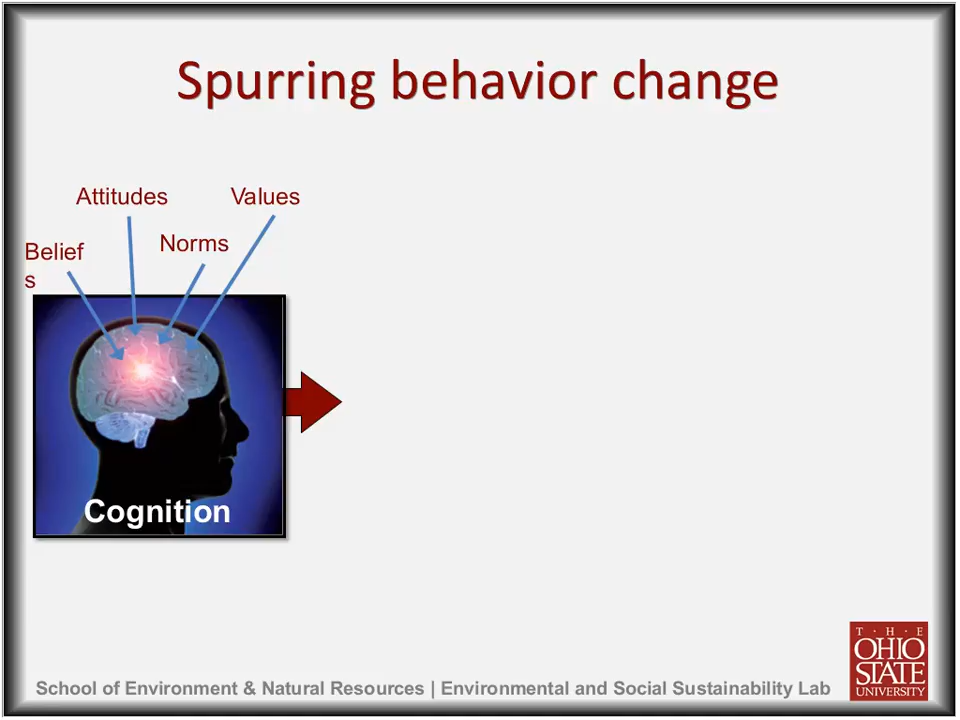 Spurring behavior change
Attitudes
Values
Norms
Belief
s
Cognition
T · H · E
OHIO
STATE
UNIVERSITY
School of Environment & Natural Resources | Environmental and Social Sustainability Lab